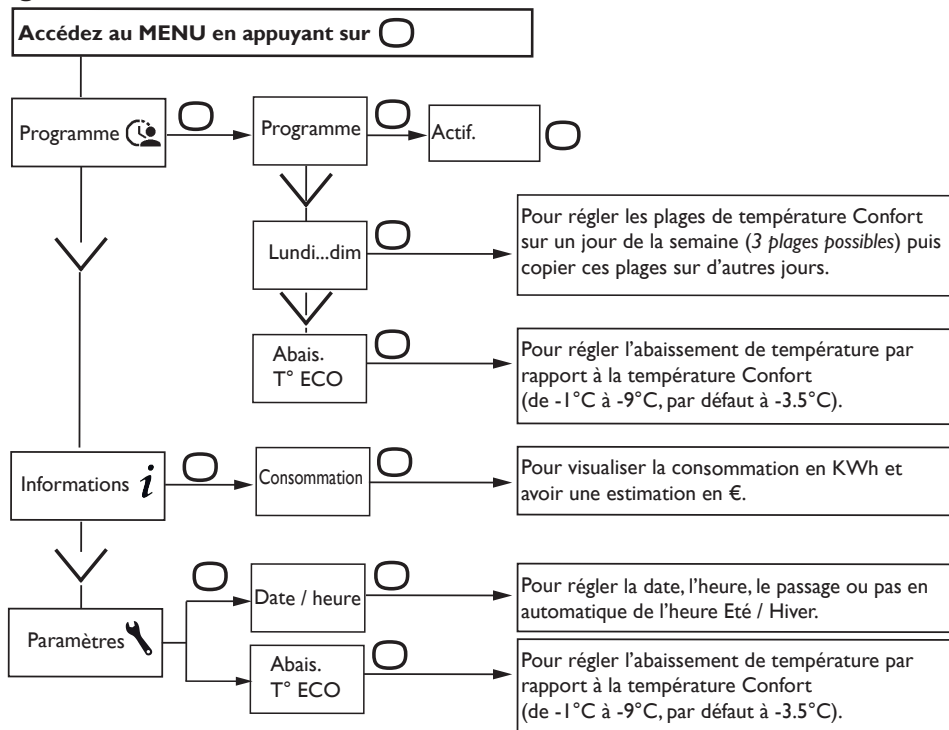 Accédez au MENU en appuyant sur
Programme
Programme
Actif.
Lundi...dim
Pour régler les plages de température Confort
sur un jour de la semaine (3 plages possibles) puis
copier ces plages sur d'autres jours.
Abais.
T° ECO
Pour régler l'abaissement de température par
rapport à la température Confort
(de -1°C à -9°C, par défaut à -3.5°C).
Informations i
Consommation
Pour visualiser la consommation en KWh et
avoir une estimation en €.
Paramètres
Date / heure
Pour régler la date, l'heure, le passage ou pas en
automatique de l'heure Eté / Hiver.
Abais.
T° ECO
Pour régler l'abaissement de température par
rapport à la température Confort
(de -1°C à -9°C, par défaut à -3.5°C).